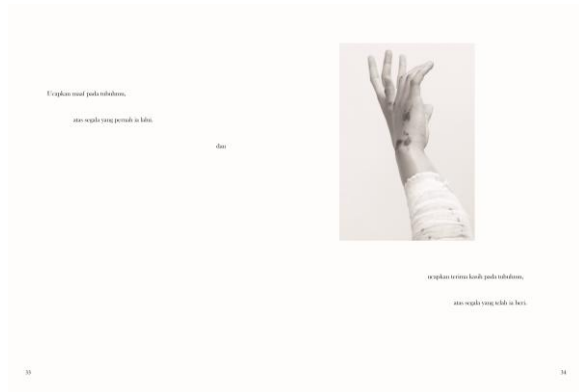 Ucapkan maaf pada tubuhmu,
atas segala yang pernah ia lalui.
dan
ucapkan terima kasih pada tubuhmu,
atas segala yang telah ia beri.
33
34